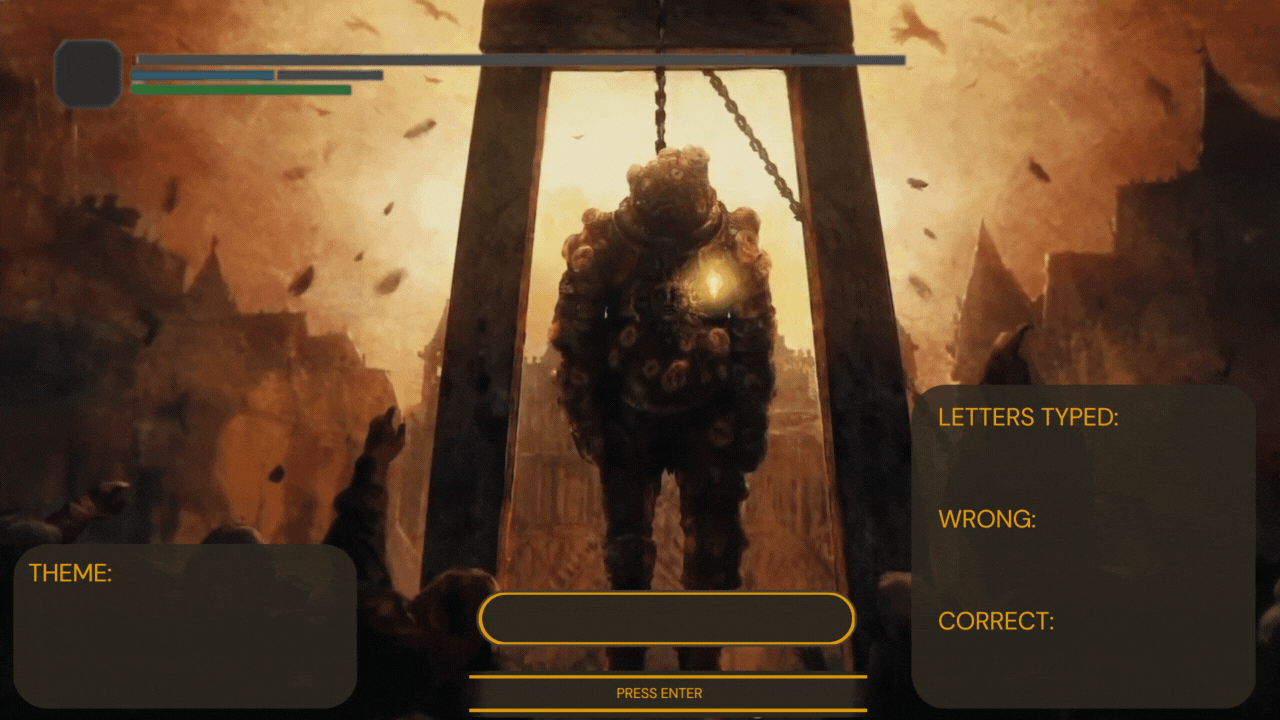 LETTERS TYPED:
WRONG:
THEME:
CORRECT:
PRESS ENTER